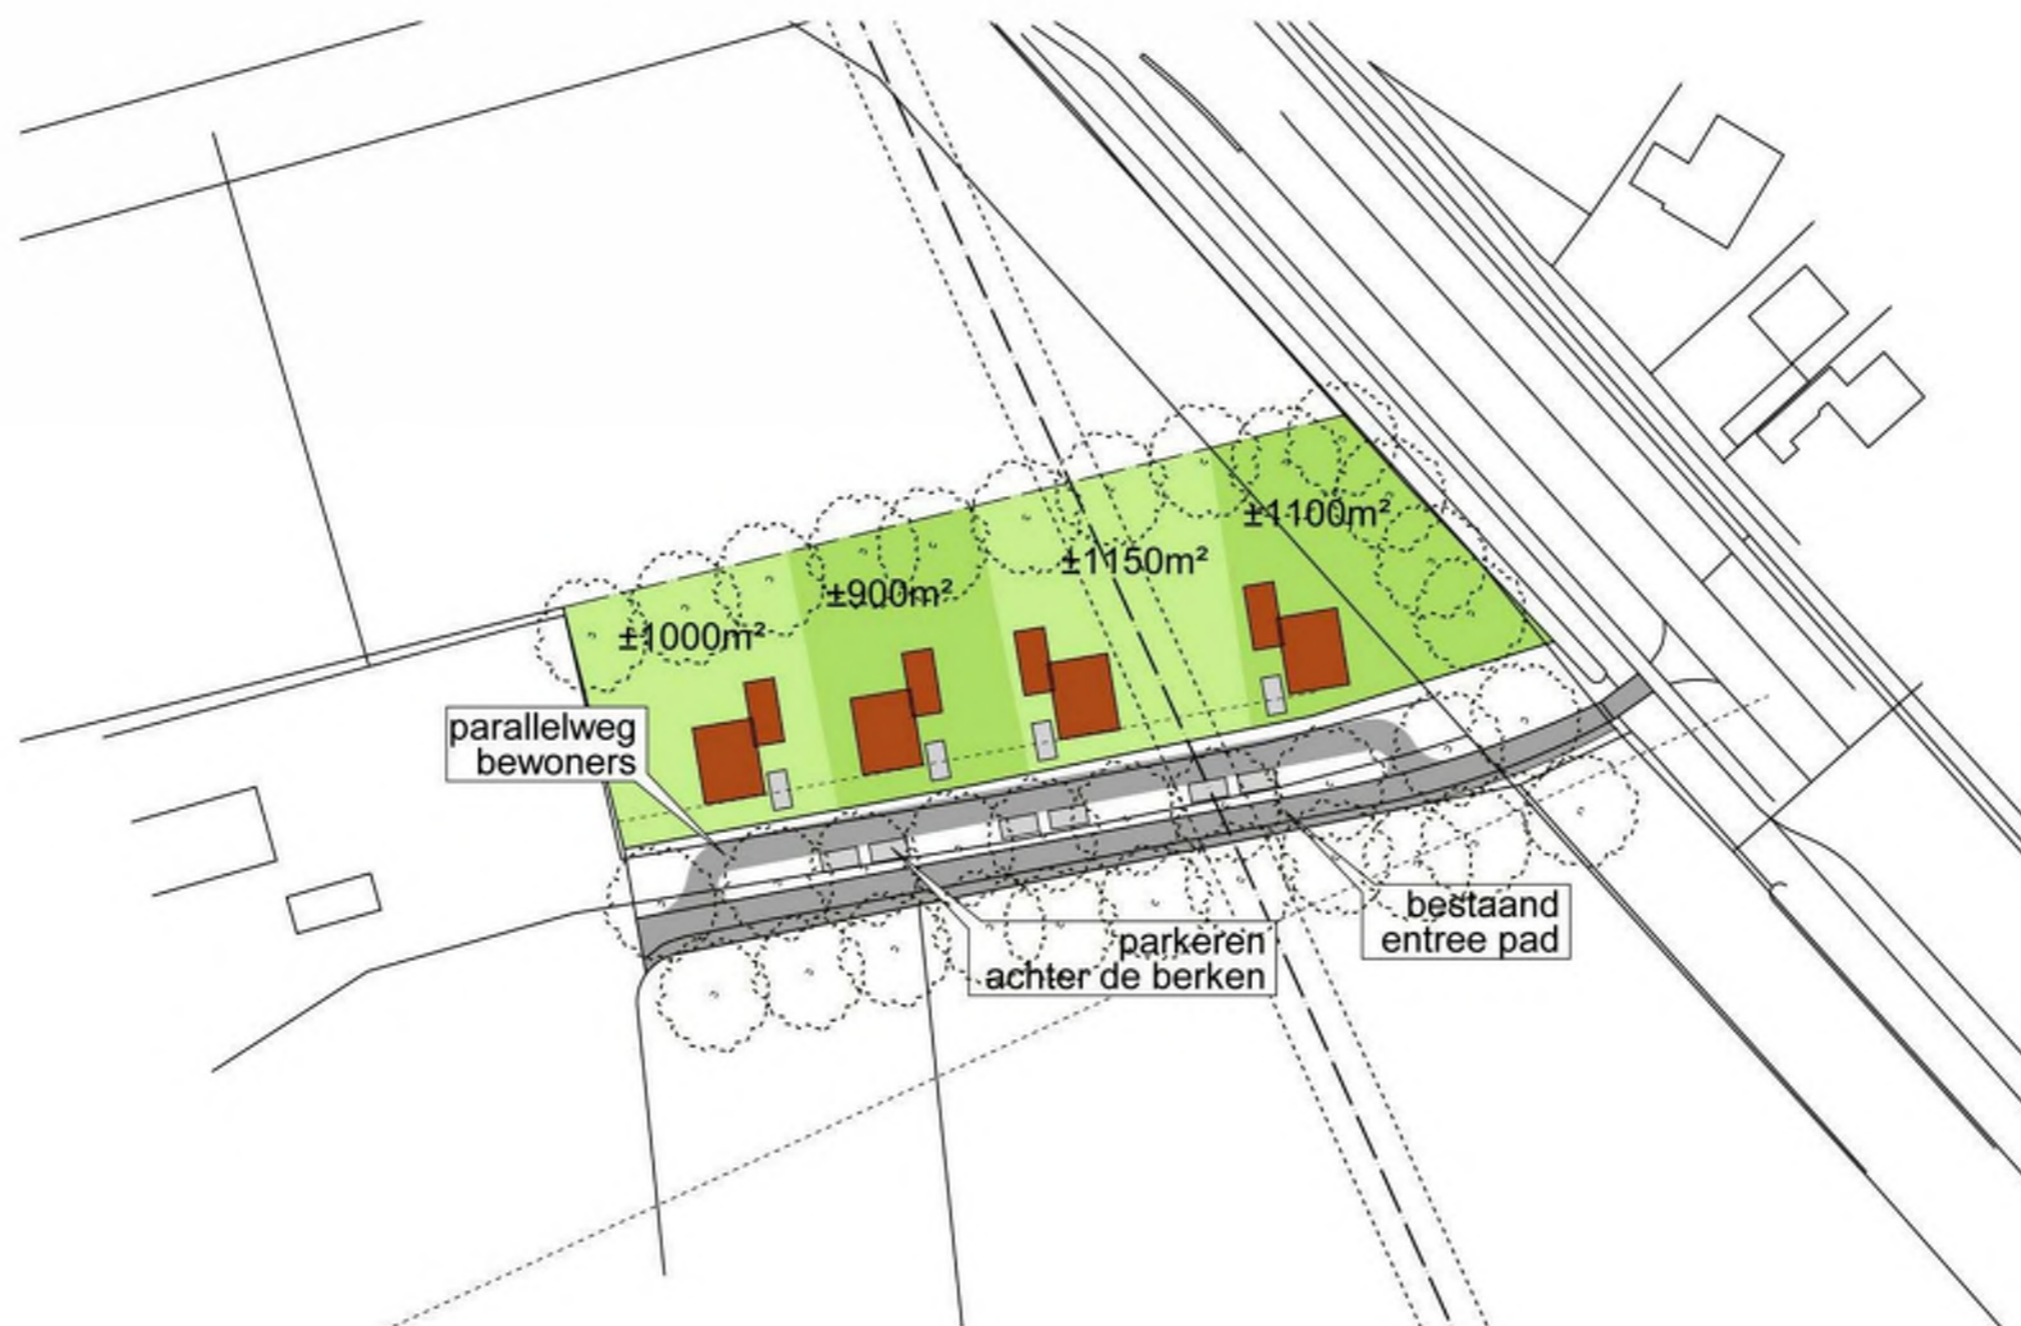 ±1100m²
±1150m²
±900m²
±1000m²
parallelweg
bewoners
bestaand
entree pad
parkeren
achter de berken